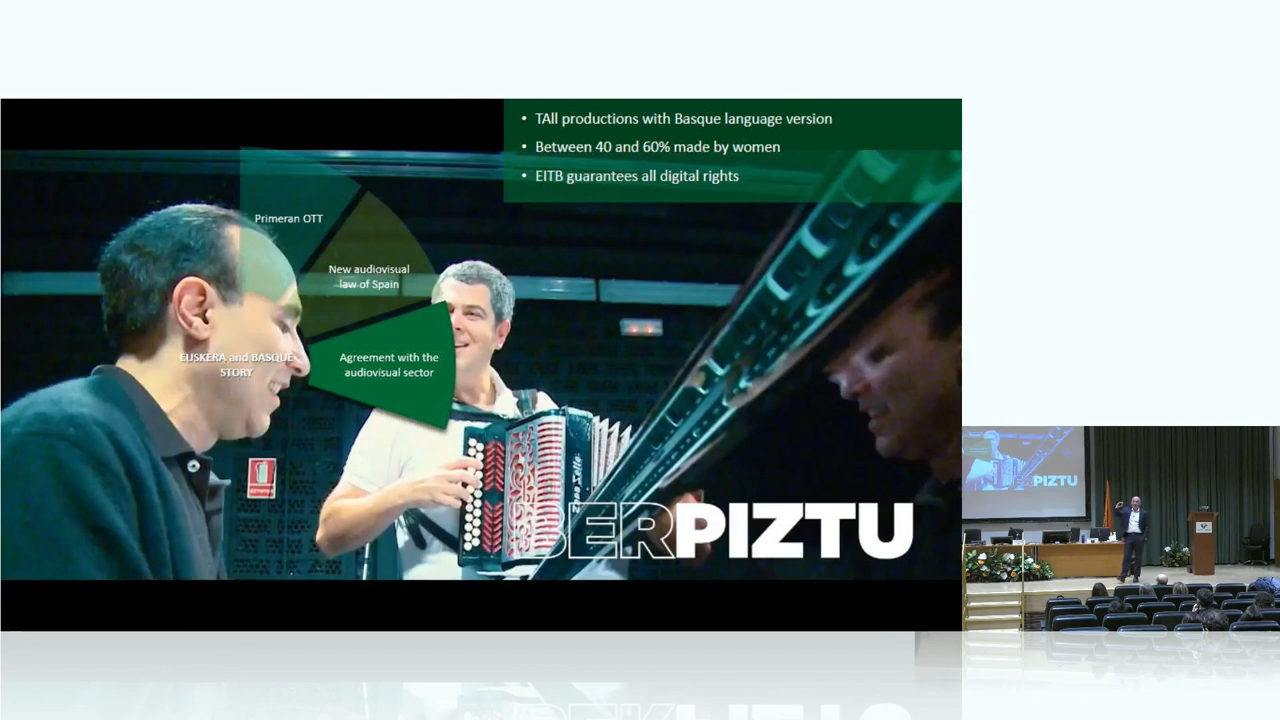 • TAll productions with Basque language version
• Between 40 and 60% made by women
• EITB guarantees all digital rights
Primeran OTT
New audiovisual
law of Spain
EUSKERA and BASQUE
STORY
Agreement with the
audiovisual sector
BERPIZTU
PIZTU